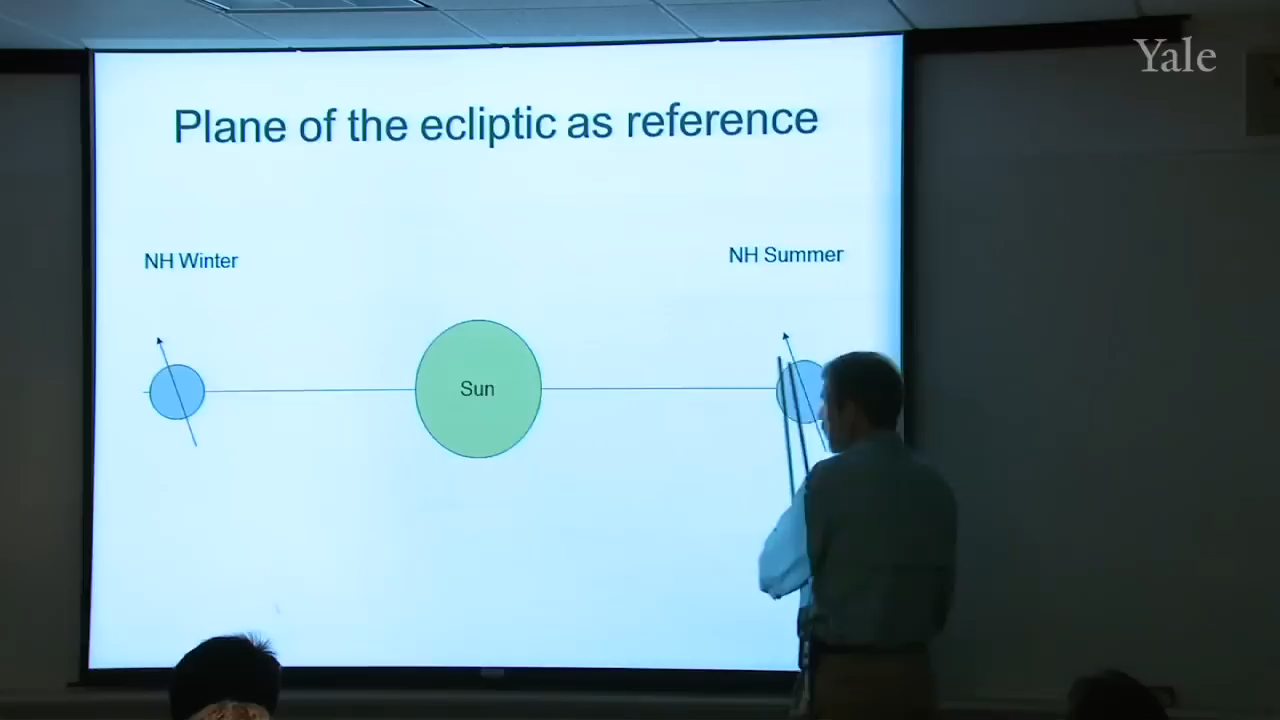 Yale
Plane of the ecliptic as reference
NH Winter
NH Summer
Sun